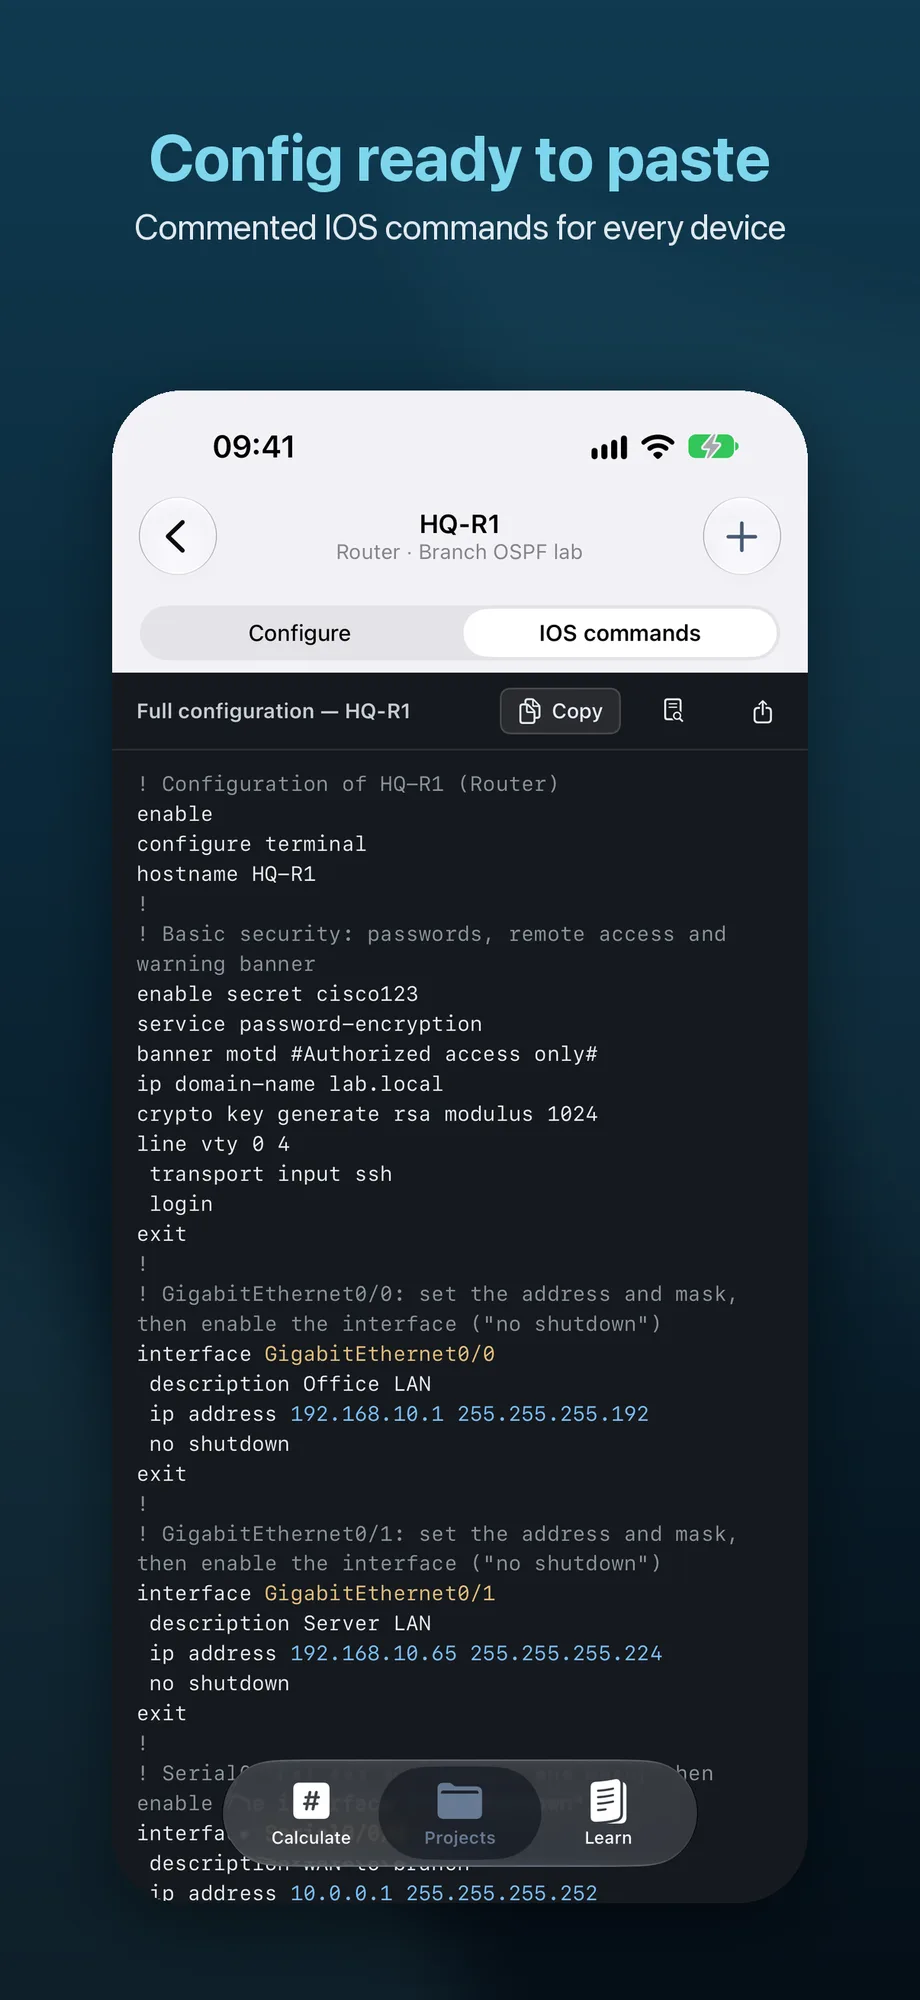 Config ready to paste
Commented IOS commands for every device
09:41
HQ-R1
Router · Branch OSPF lab
Configure
IOS commands
Full configuration — HQ-R1
Copy
! Configuration of HQ-R1 (Router)
enable
configure terminal
hostname HQ-R1
!
! Basic security: passwords, remote access and
warning banner
enable secret cisco123
service password-encryption
banner motd #Authorized access only#
ip domain-name lab.local
crypto key generate rsa modulus 1024
line vty 0 4
transport input ssh
login
exit
!
! GigabitEthernet0/0: set the address and mask,
then enable the interface ("no shutdown")
interface GigabitEthernet0/0
description Office LAN
ip address 192.168.10.1 255.255.255.192
no shutdown
exit
!
! GigabitEthernet0/1: set the address and mask,
then enable the interface ("no shutdown")
interface GigabitEthernet0/1
description Server LAN
ip address 192.168.10.65 255.255.255.224
no shutdown
exit
!
! Serial
enable
description WAN to branch
ip address 10.0.0.1 255.255.255.252
#
Calculate
Projects
Learn